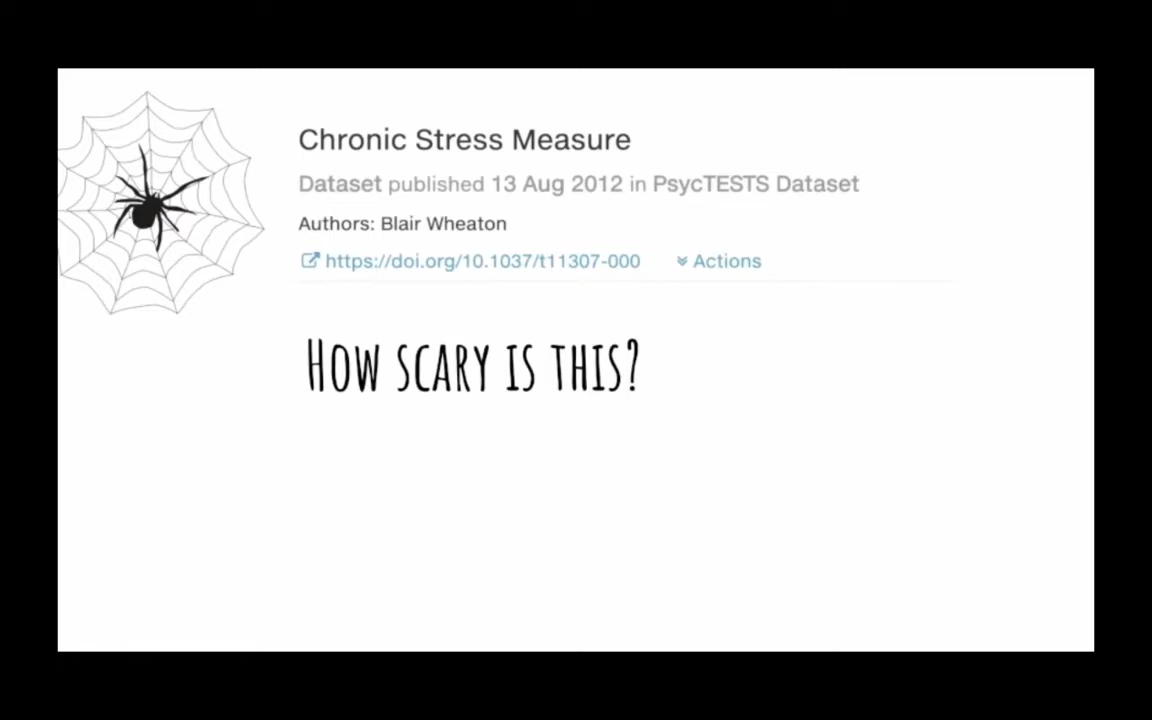 Chronic Stress Measure
Dataset published 13 Aug 2012 in PsycTESTS Dataset
Authors: Blair Wheaton
https://doi.org/10.1037/t11307-000 Actions
HOW SCARY IS THIS?